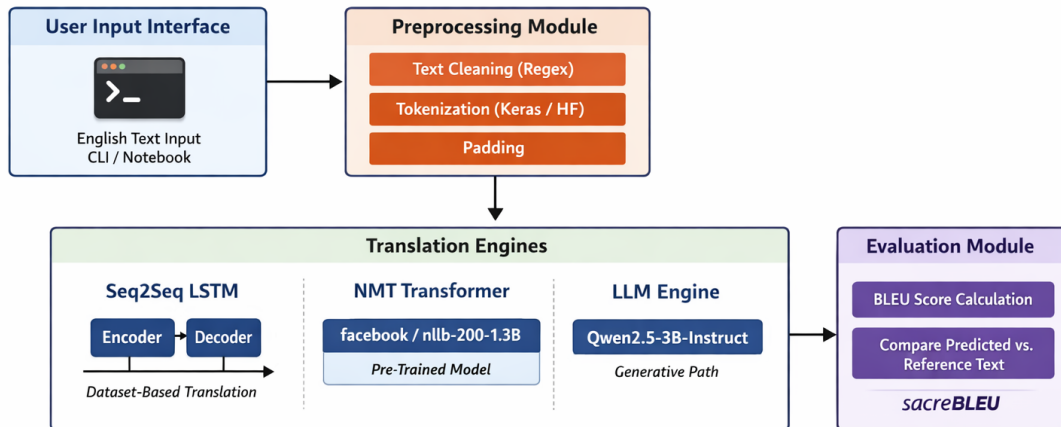 User Input Interface
English Text Input
CLI / Notebook
Preprocessing Module
Text Cleaning (Regex)
Tokenization (Keras / HF)
Padding
Translation Engines
Seq2Seq LSTM
Encoder
Decoder
Dataset-Based Translation
NMT Transformer
facebook / nllb-200-1.3B
Pre-Trained Model
LLM Engine
Qwen2.5-3B-Instruct
Generative Path
Evaluation Module
BLEU Score Calculation
Compare Predicted vs.
Reference Text
sacreBLEU